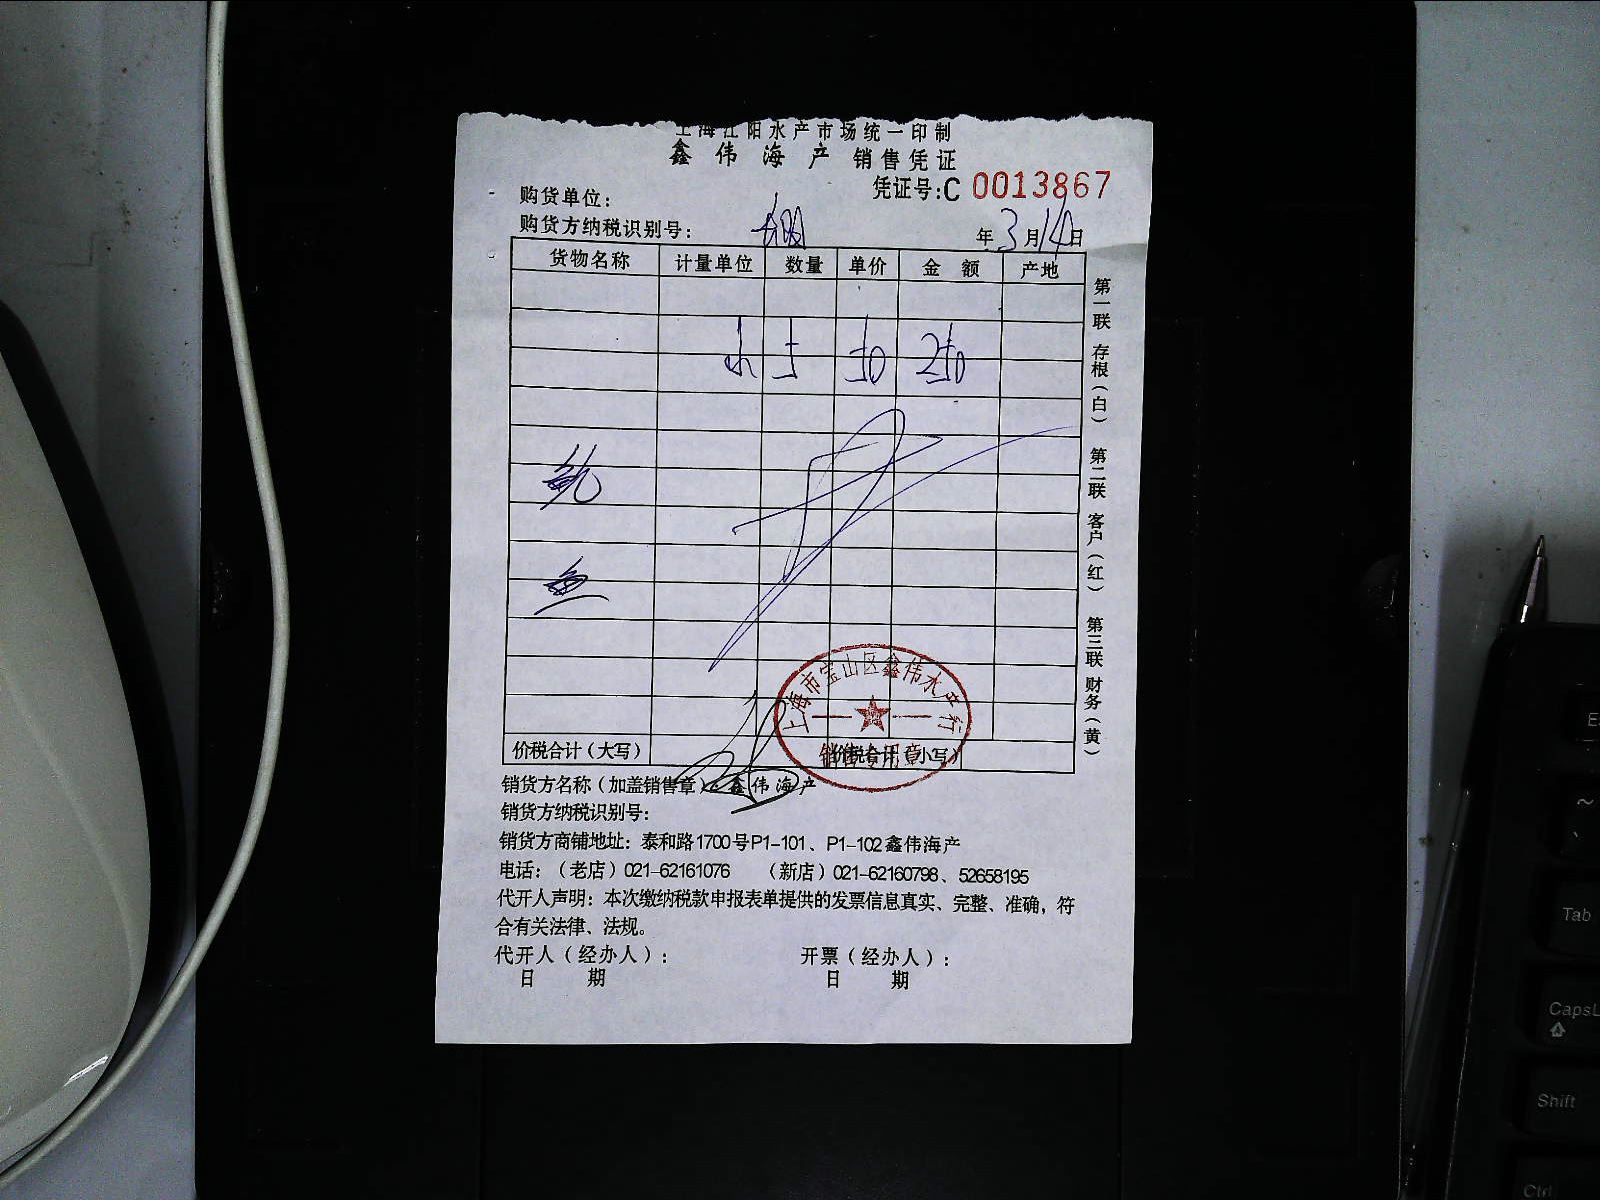 上海江阳水产市场统一印制
鑫伟海产 销售凭证
凭证号:C 0013867
购货单位:
购货方纳税识别号:
年 3 月 14 日
货物名称 计量单位 数量 单价 金 额 产地
50 250
上海市宝山区鑫伟水产行
销售专用章
价税合计(大写) 价税合计(小写)
销货方名称(加盖销售章):鑫伟海产
销货方纳税识别号:
销货方商铺地址:泰和路1700号P1-101、P1-102鑫伟海产
电话:(老店)021-62161076 (新店)021-62160798、52658195
代开人声明:本次缴纳税款申报表单提供的发票信息真实、完整、准确,符
合有关法律、法规。
代开人(经办人): 开票(经办人):
日 期 日 期
第一联 存根(白) 第二联 客户(红) 第三联 财务(黄)
Tab
CapsL
Shift
Ctrl